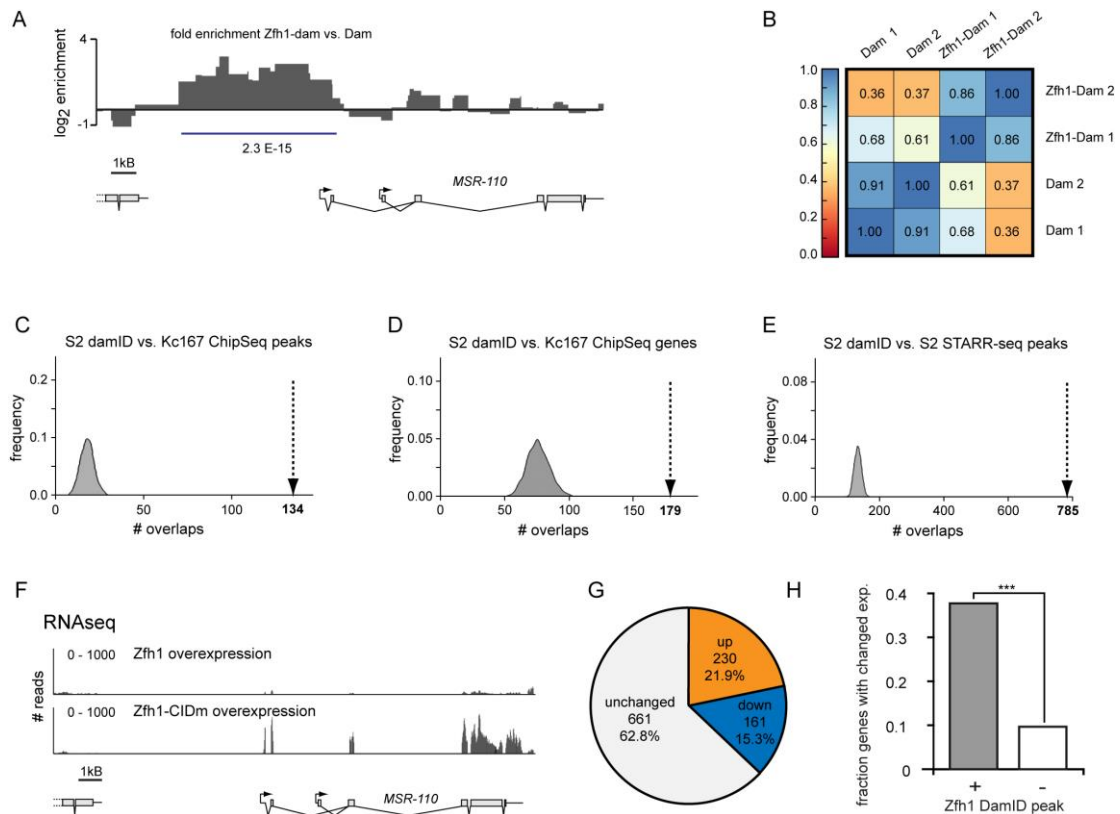 A
fold enrichment Zfh1-dam vs. Dam
4
-1
log2 enrichment
2.3 E-15
1kB
MSR-110
B
Dam 1
Dam 2
Zfh1-Dam 1
Zfh1-Dam 2
1.0
0.8
0.6
0.4
0.2
0.0
0.36 0.37 0.86 1.00 Zfh1-Dam 2
0.68 0.61 1.00 0.86 Zfh1-Dam 1
0.91 1.00 0.61 0.37 Dam 2
1.00 0.91 0.68 0.36 Dam 1
C
S2 damID vs. Kc167 ChipSeq peaks
frequency
0.2
0.1
0.0
0 50 100 134
# overlaps
D
S2 damID vs. Kc167 ChipSeq genes
frequency
0.10
0.05
0.00
0 50 100 150 179
# overlaps
E
S2 damID vs. S2 STARR-seq peaks
frequency
0.08
0.04
0.00
0 200 400 600 785
# overlaps
F
RNAseq
# reads
0 - 1000 Zfh1 overexpression
0 - 1000 Zfh1-CIDm overexpression
1kB
MSR-110
G
up
230
21.9%
down
161
15.3%
unchanged
661
62.8%
H
fraction genes with changed exp.
0.4
0.3
0.2
0.1
0
***
+ -
Zfh1 DamID peak